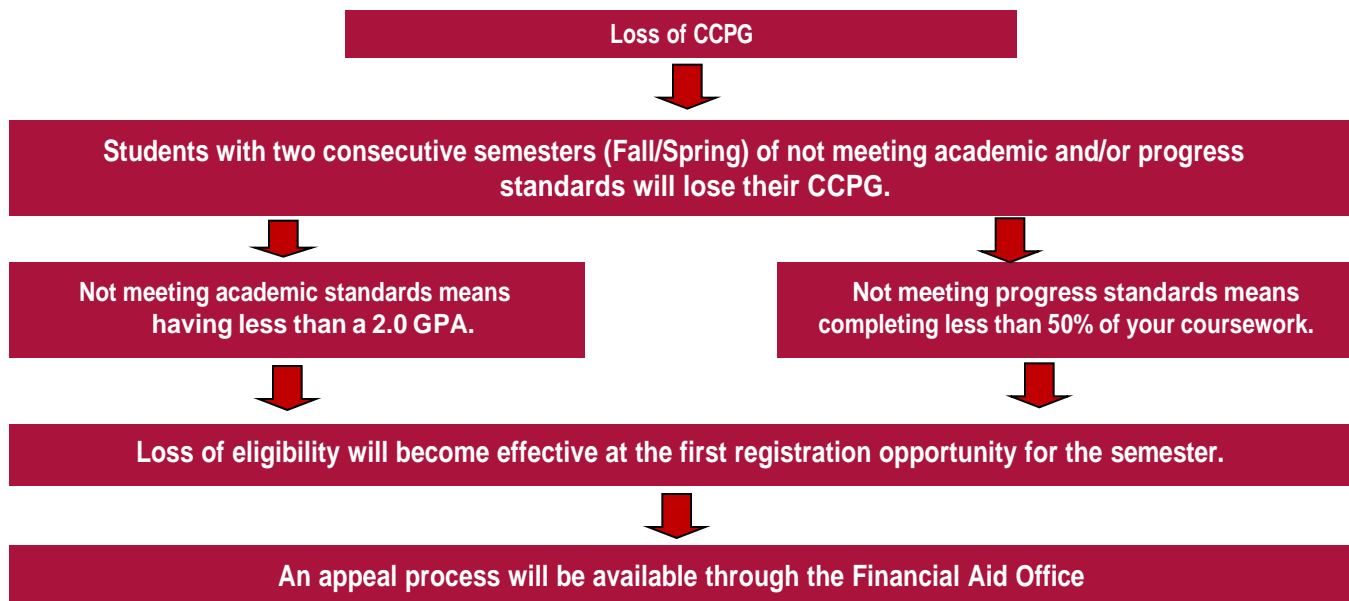 Loss of CCPG
Students with two consecutive semesters (Fall/Spring) of not meeting academic and/or progress
standards will lose their CCPG.
Not meeting academic standards means
having less than a 2.0 GPA.
Not meeting progress standards means
completing less than 50% of your coursework.
Loss of eligibility will become effective at the first registration opportunity for the semester.
An appeal process will be available through the Financial Aid Office